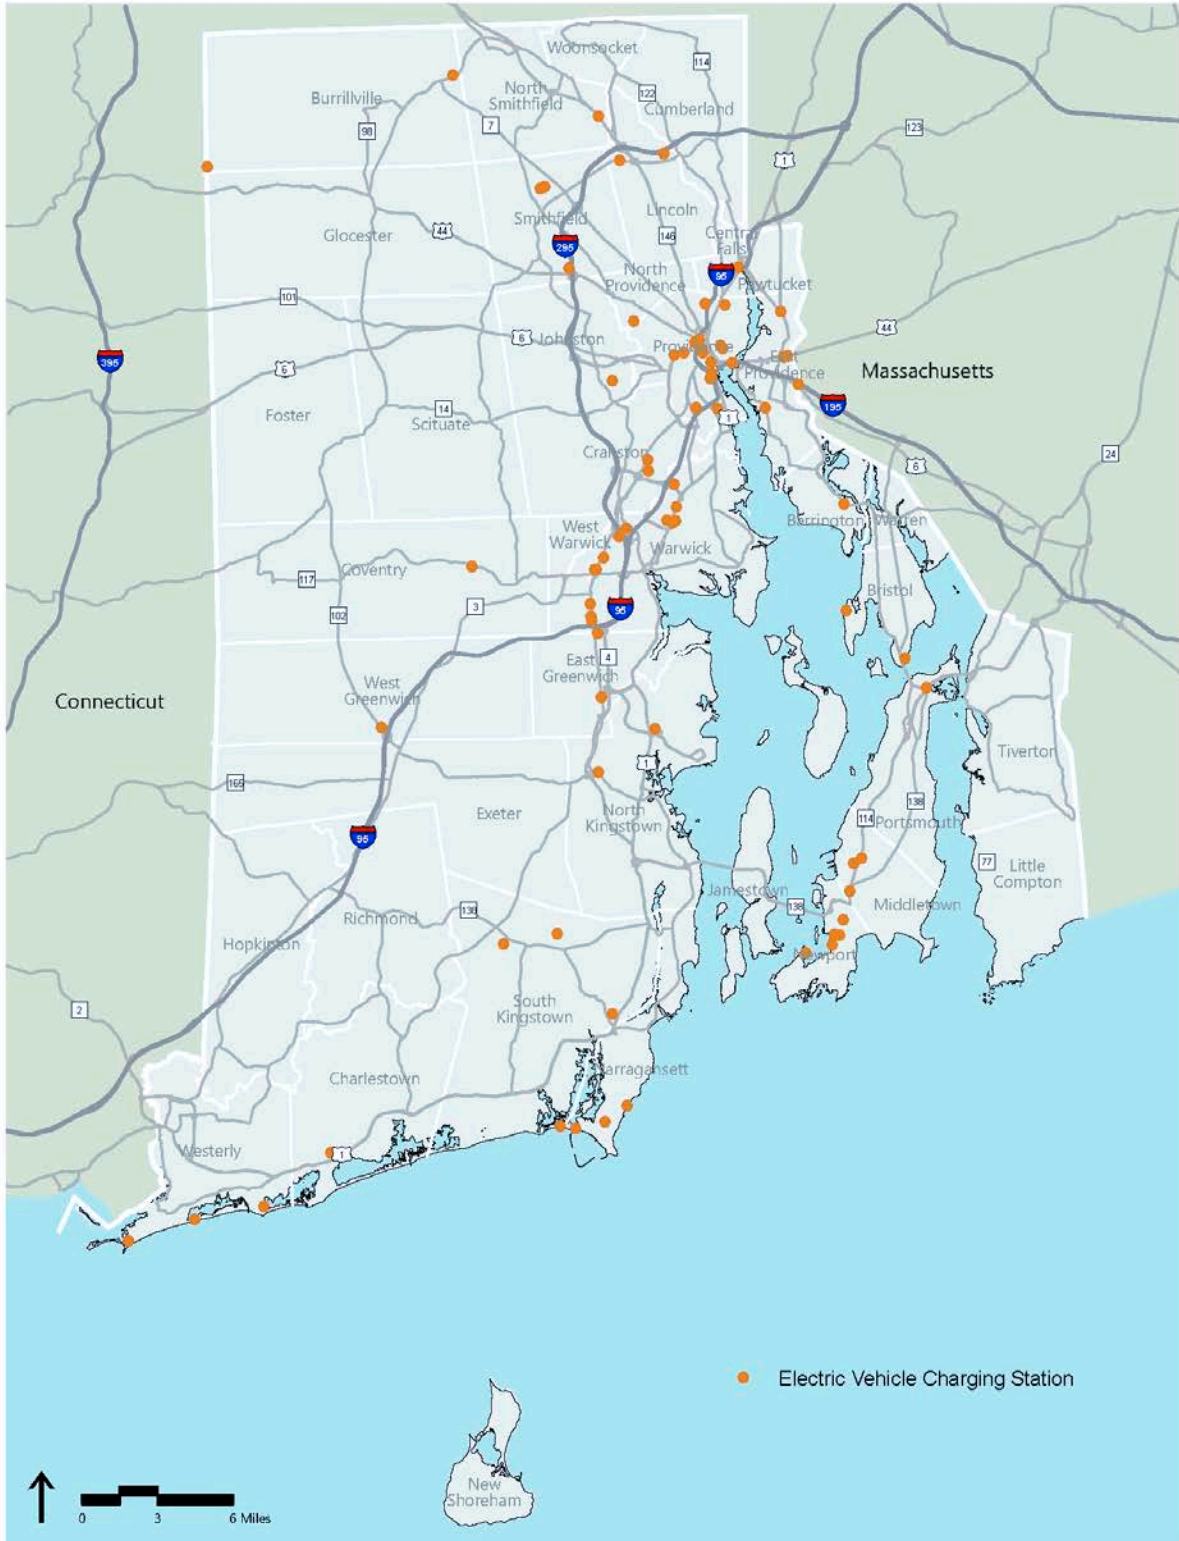 Woonsocket
114
North
Smithfield
122
Burrillville
Cumberland
7
98
123
1
Lincoln
Smithfield
44
146
Central
Falls
Glocester
295
North
Providence
95
Pawtucket
101
44
6
Johnston
Providence
395
6
East
Providence
Massachusetts
195
14
Foster
Scituate
1
24
Cranston
6
Barrington
Warren
West
Warwick
Warwick
Coventry
117
Bristol
3
95
102
East
Greenwich
4
West
Greenwich
Connecticut
Tiverton
1
165
138
Exeter
North
Kingstown
114
Portsmouth
95
77
Little
Compton
Jamestown
138
138
Middletown
Richmond
Hopkinton
Newport
2
South
Kingstown
Narragansett
Charlestown
Westerly
1
Electric Vehicle Charging Station
New
Shoreham
0 3 6 Miles